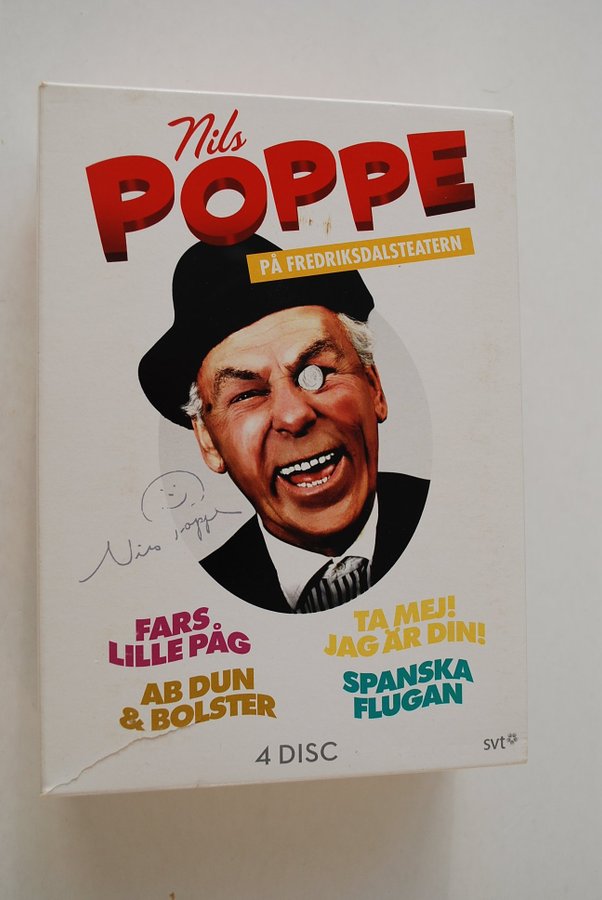 Nils
POPPE
PÅ FREDRIKSDALSTEATERN
Nils Poppe
FARS
LILLE PÅG
TA MEJ!
JAG ÄR DIN!
AB DUN
& BOLSTER
SPANSKA
FLUGAN
4 DISC
svt